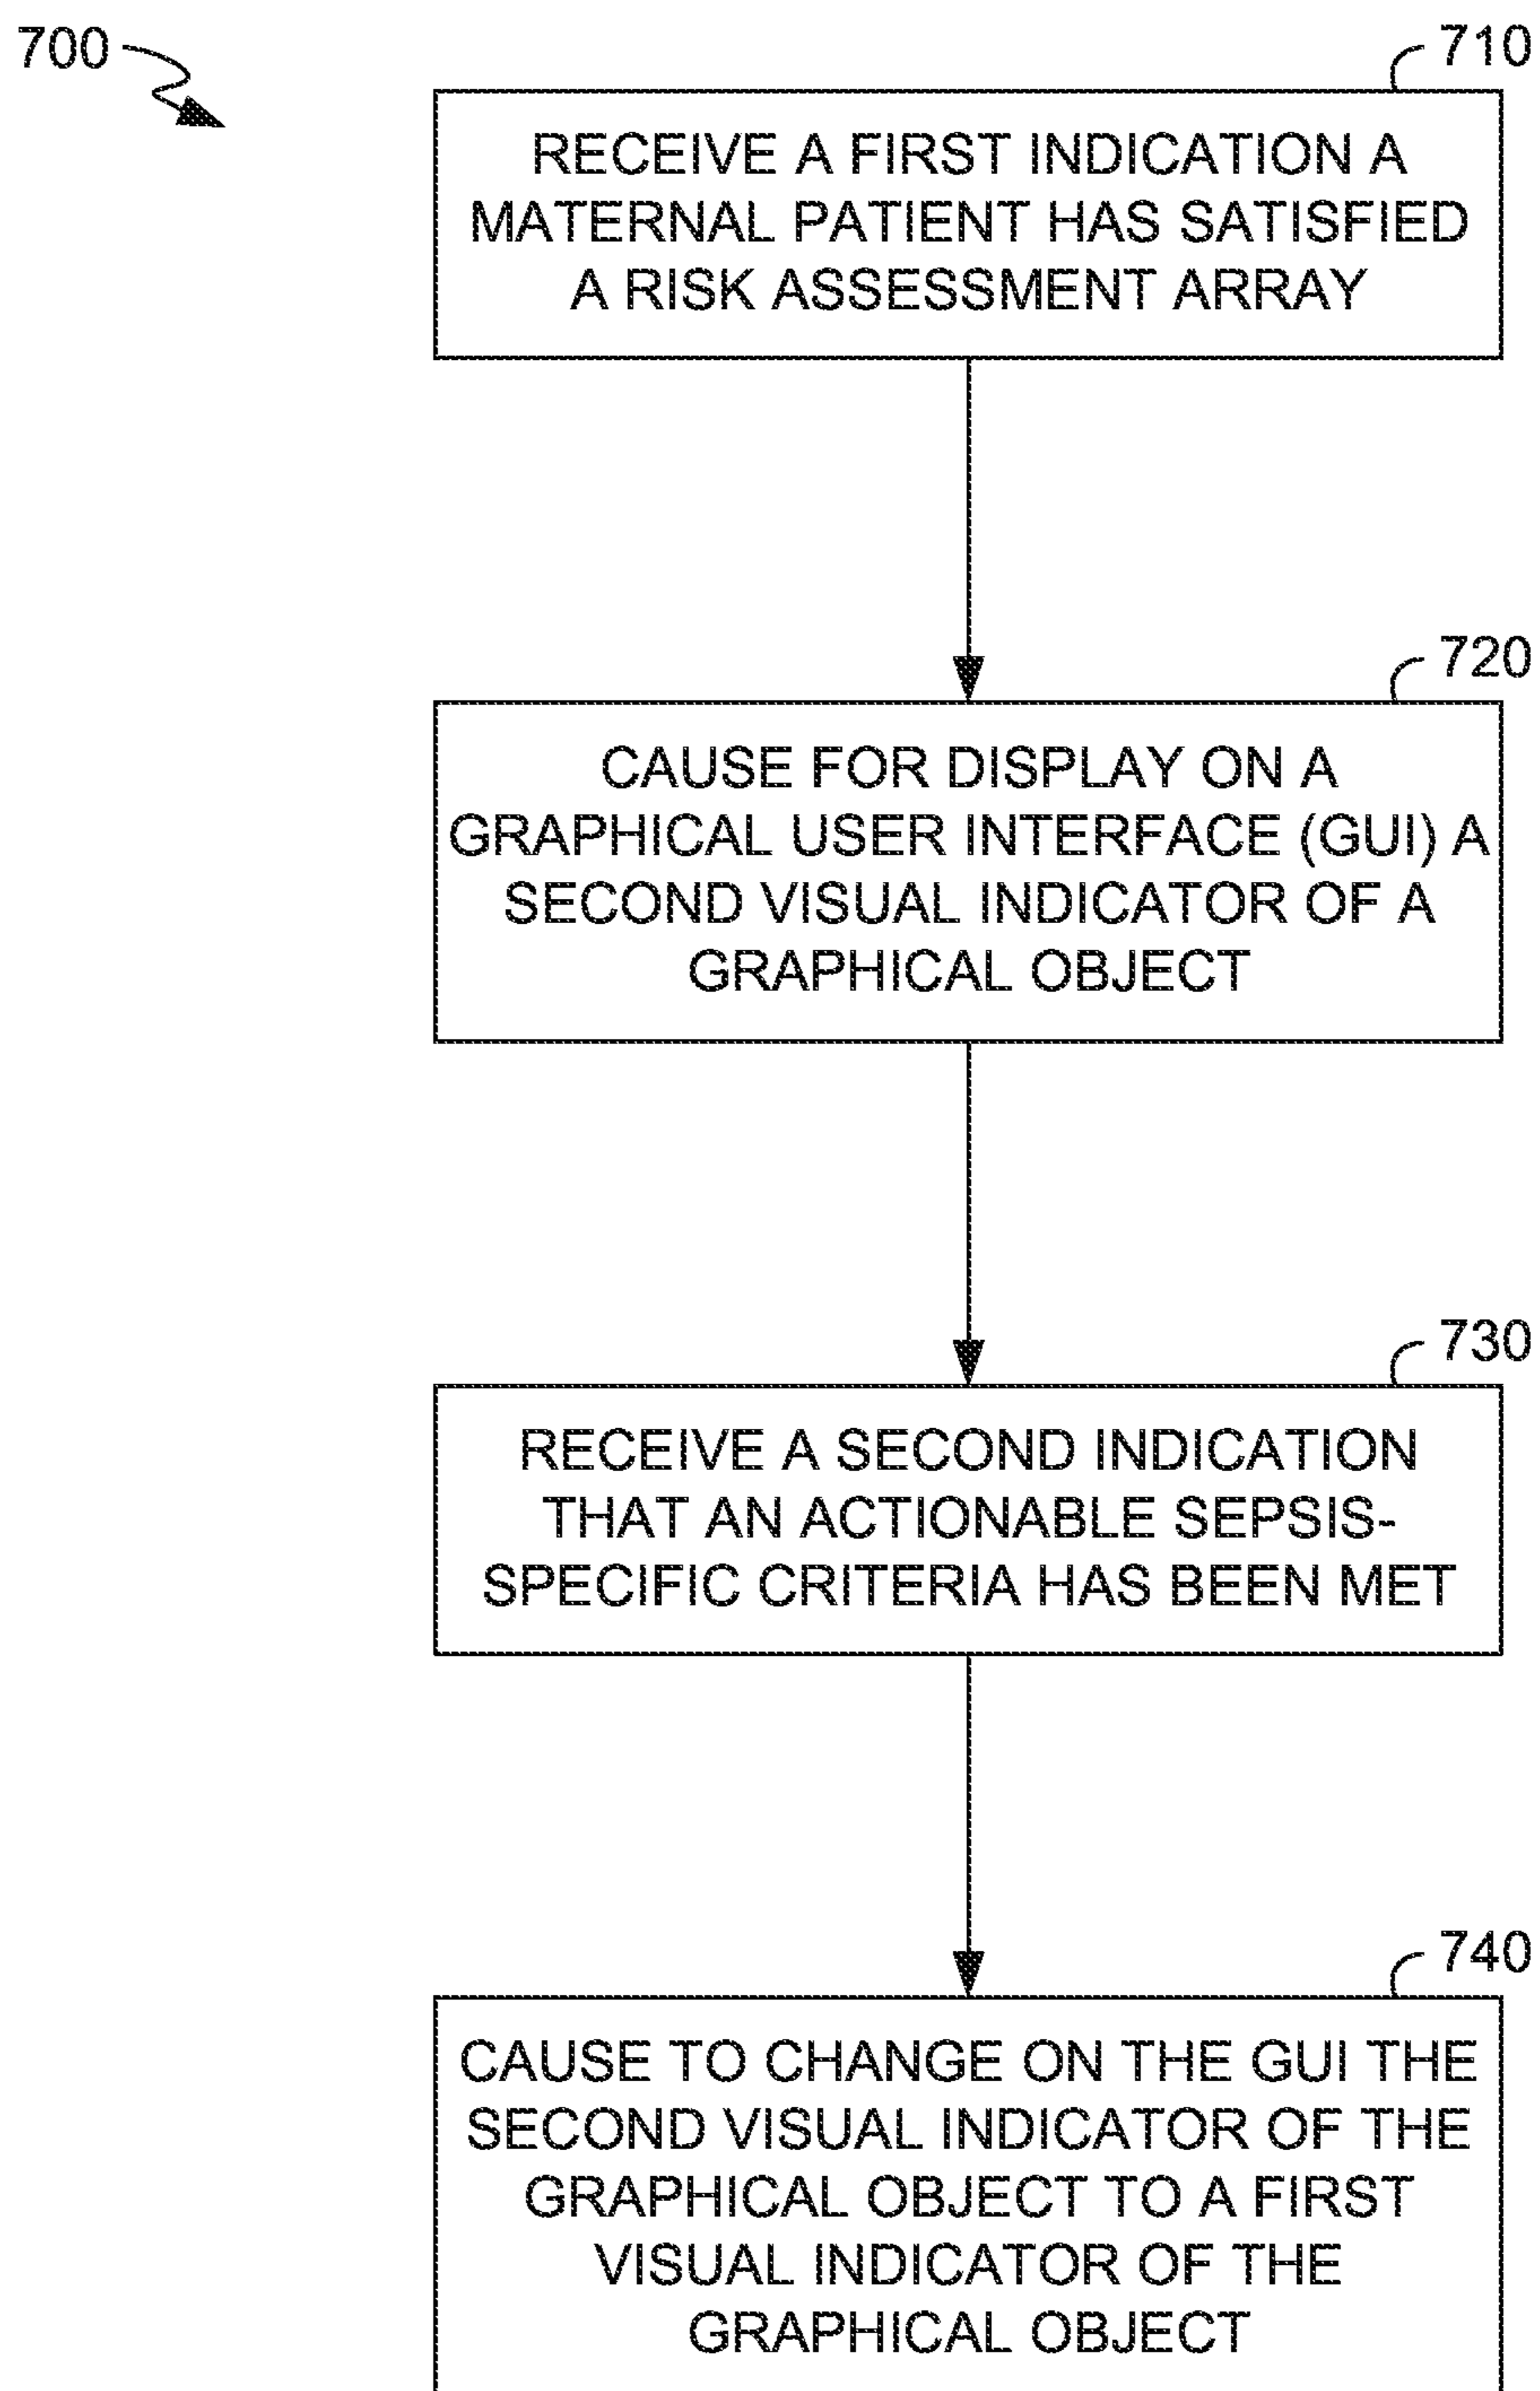 700
710
RECEIVE A FIRST INDICATION A
MATERNAL PATIENT HAS SATISFIED
A RISK ASSESSMENT ARRAY
720
CAUSE FOR DISPLAY ON A
GRAPHICAL USER INTERFACE (GUI) A
SECOND VISUAL INDICATOR OF A
GRAPHICAL OBJECT
730
RECEIVE A SECOND INDICATION
THAT AN ACTIONABLE SEPSIS-
SPECIFIC CRITERIA HAS BEEN MET
740
CAUSE TO CHANGE ON THE GUI THE
SECOND VISUAL INDICATOR OF THE
GRAPHICAL OBJECT TO A FIRST
VISUAL INDICATOR OF THE
GRAPHICAL OBJECT